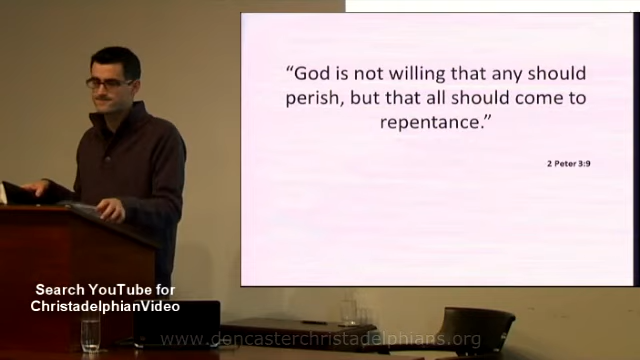 “God is not willing that any should
perish, but that all should come to
repentance.”
2 Peter 3:9
Search YouTube for
ChristadelphianVideo
www.doncasterchristadelphians.org